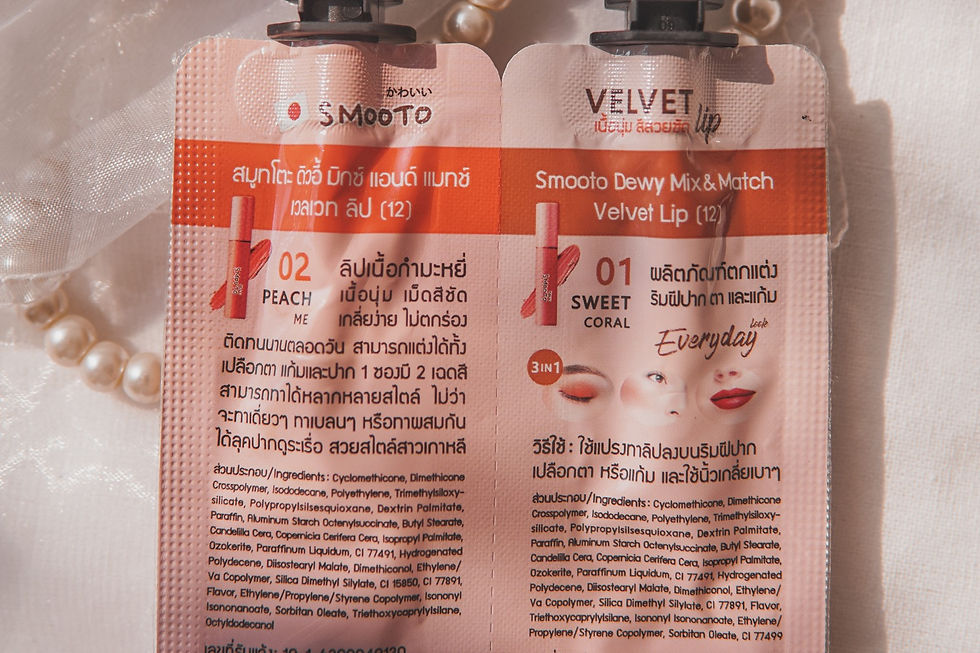 かわいい
SMOOTO
สมูทโตะ ดิวอี้ มิกซ์ แอนด์ แมทช์
เวลเวท ลิป (12)
02
PEACH
ME
ลิปเนื้อกำมะหยี่
เนื้อนุ่ม เม็ดสีชัด
เกลี่ยง่าย ไม่ตกร่อง
ติดทนนานตลอดวัน สามารถแต่งได้ทั้ง
เปลือกตา แก้มและปาก 1 ซองมี 2 เฉดสี
สามารถทาได้หลากหลายสไตล์ ไม่ว่า
จะทาเดี่ยวๆ ทาเบลนๆ หรือทาผสมกัน
ได้ลุคปากดูระเรื่อ สวยสไตล์สาวเกาหลี
ส่วนประกอบ/Ingredients : Cyclomethicone, Dimethicone
Crosspolymer, Isododecane, Polyethylene, Trimethylsiloxy-
silicate, Polypropylsilsesquioxane, Dextrin Palmitate,
Paraffin, Aluminum Starch Octenylsuccinate, Butyl Stearate,
Candelilla Cera, Copernicia Cerifera Cera, Isopropyl Palmitate,
Ozokerite, Paraffinum Liquidum, CI 77491, Hydrogenated
Polydecene, Diisostearyl Malate, Dimethiconol, Ethylene/
Va Copolymer, Silica Dimethyl Silylate, CI 15850, CI 77891,
Flavor, Ethylene/Propylene/Styrene Copolymer, Isononyl
Isononanoate, Sorbitan Oleate, Triethoxycaprylylsilane,
Octyldodecanol
VELVET
lip
เนื้อนุ่ม สีสวยชัด
Smooto Dewy Mix & Match
Velvet Lip (12)
01
SWEET
CORAL
ผลิตภัณฑ์ตกแต่ง
ริมฝีปาก ตา และแก้ม
Everyday
Look
3 IN 1
วิธีใช้ : ใช้แปรงทาลิปลงบนริมฝีปาก
เปลือกตา หรือแก้ม และใช้นิ้วเกลี่ยเบาๆ
ส่วนประกอบ/Ingredients : Cyclomethicone, Dimethicone
Crosspolymer, Isododecane, Polyethylene, Trimethylsiloxy-
silicate, Polypropylsilsesquioxane, Dextrin Palmitate,
Paraffin, Aluminum Starch Octenylsuccinate, Butyl Stearate,
Candelilla Cera, Copernicia Cerifera Cera, Isopropyl Palmitate,
Ozokerite, Paraffinum Liquidum, CI 77491, Hydrogenated
Polydecene, Diisostearyl Malate, Dimethiconol, Ethylene/
Va Copolymer, Silica Dimethyl Silylate, CI 77891, Flavor,
Triethoxycaprylylsilane, Isononyl Isononanoate, Ethylene/
Propylene/Styrene Copolymer, Sorbitan Oleate, CI 77499